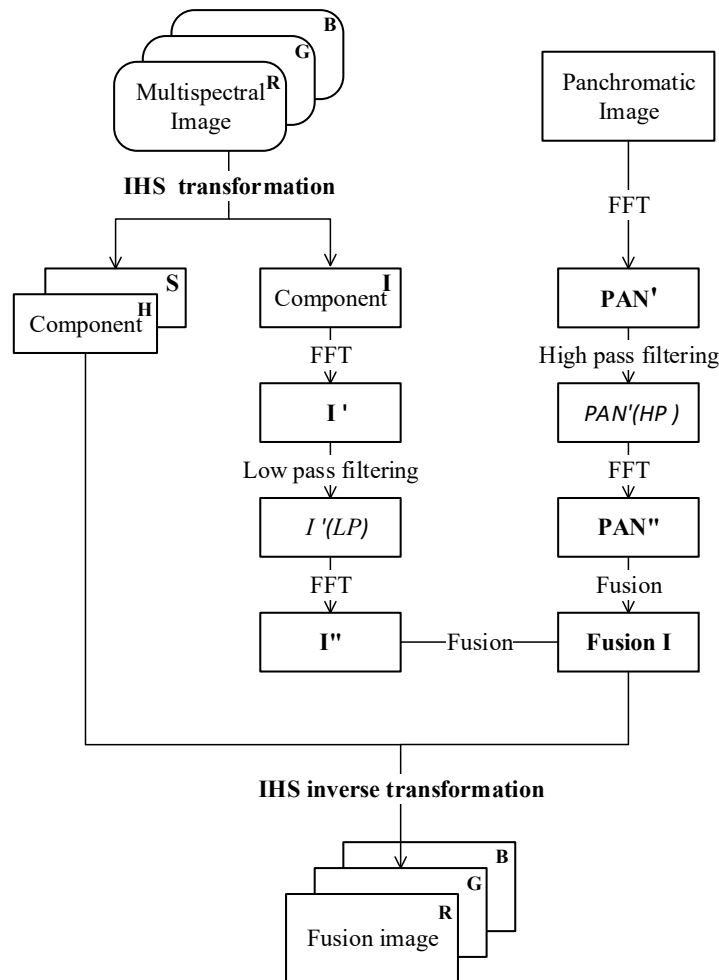 B
G
R
Multispectral
Image
Panchromatic
Image
IHS transformation
FFT
S
H
Component
I
Component
PAN'
FFT
High pass filtering
I '
PAN'(HP )
Low pass filtering
FFT
I '(LP)
PAN"
FFT
Fusion
I"
Fusion
Fusion I
IHS inverse transformation
B
G
R
Fusion image